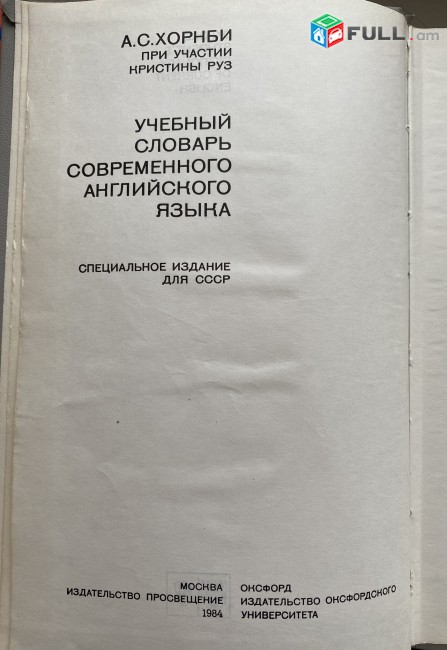 FULL.am
А.С.ХОРНБИ
ПРИ УЧАСТИИ
КРИСТИНЫ РУЗ
УЧЕБНЫЙ
СЛОВАРЬ
СОВРЕМЕННОГО
АНГЛИЙСКОГО
ЯЗЫКА
СПЕЦИАЛЬНОЕ ИЗДАНИЕ
ДЛЯ СССР
МОСКВА
ИЗДАТЕЛЬСТВО ПРОСВЕЩЕНИЕ
1984
ОКСФОРД
ИЗДАТЕЛЬСТВО ОКСФОРДСКОГО
УНИВЕРСИТЕТА